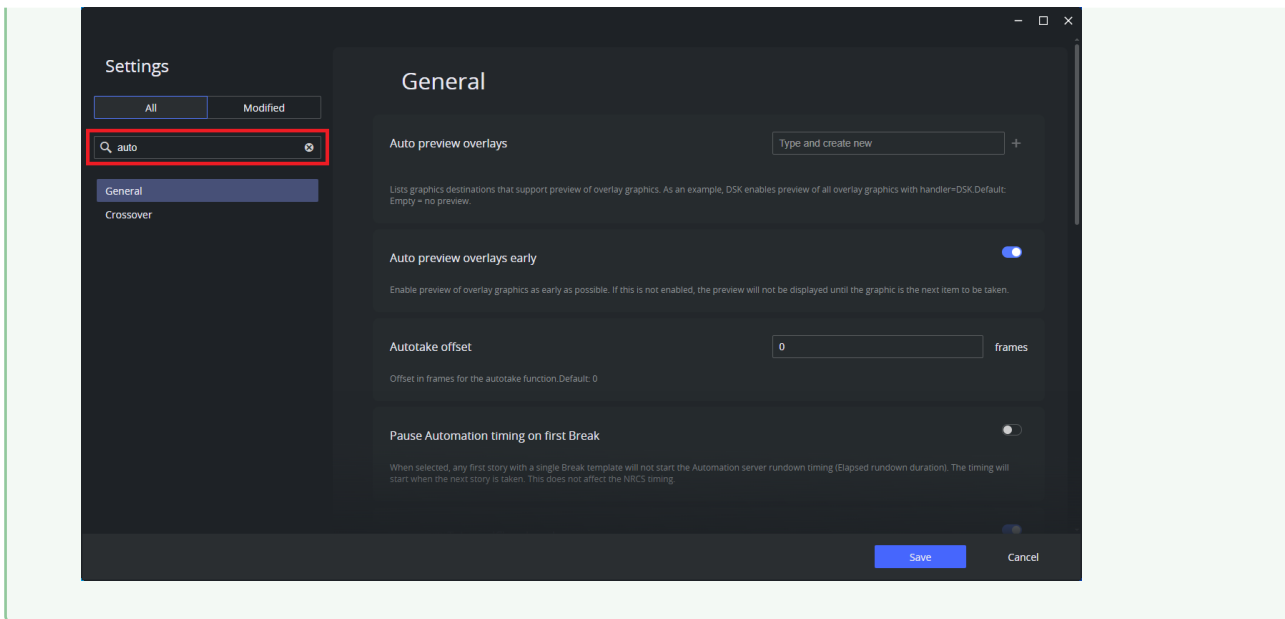 Settings
All
Modified
auto
General
Crossover
General
Auto preview overlays
Type and create new
Lists graphics destinations that support preview of overlay graphics. As an example, DSK enables preview of all overlay graphics with handler=DSK.Default:
Empty = no preview.
Auto preview overlays early
Enable preview of overlay graphics as early as possible. If this is not enabled, the preview will not be displayed until the graphic is the next item to be taken.
Autotake offset
0
frames
Offset in frames for the autotake function.Default: 0
Pause Automation timing on first Break
When selected, any first story with a single Break template will not start the Automation server rundown timing (Elapsed rundown duration). The timing will
start when the next story is taken. This does not affect the NRCS timing.
Save
Cancel